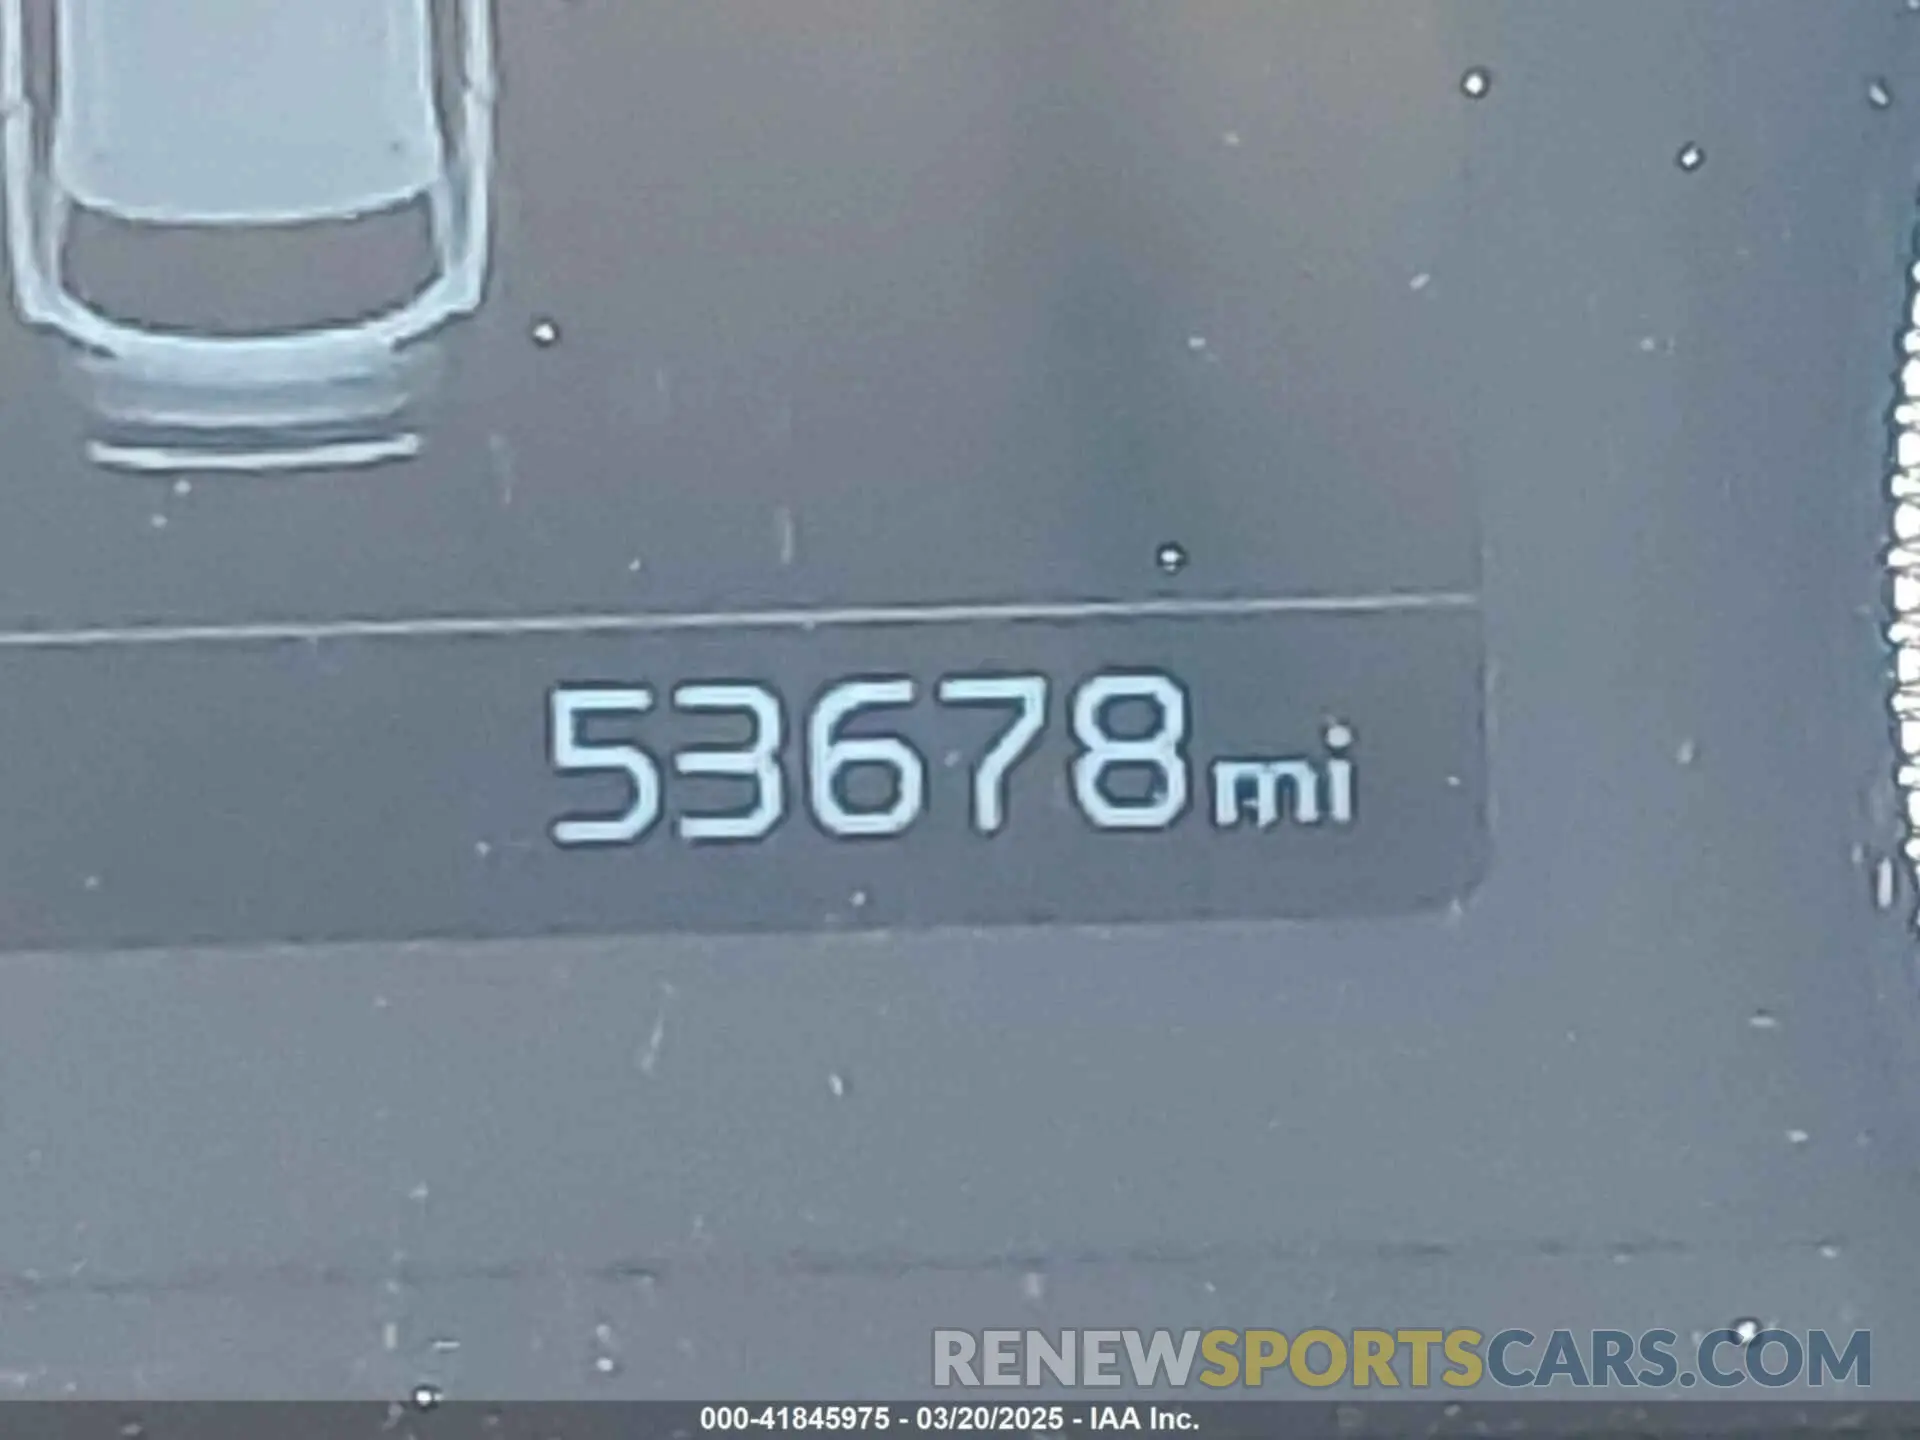 53678mi
RENEWSPORTSCARS.COM
000-41845975 - 03/20/2025 - IAA Inc.